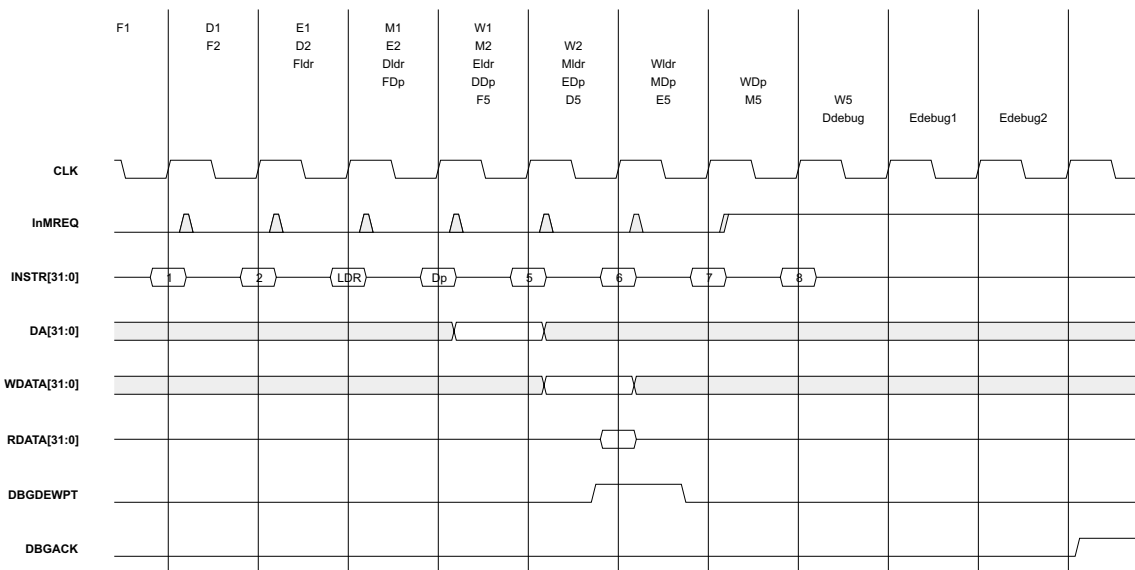 F1 D1 E1 M1 W1
F2 D2 E2 M2 W2
Fldr Dldr Eldr Mldr Wldr
FDp DDp EDp MDp WDp
F5 D5 E5 M5 W5
Ddebug Edebug1 Edebug2
CLK
InMREQ
INSTR[31:0] 1 2 LDR Dp 5 6 7 8
DA[31:0]
WDATA[31:0]
RDATA[31:0]
DBGDEWPT
DBGACK